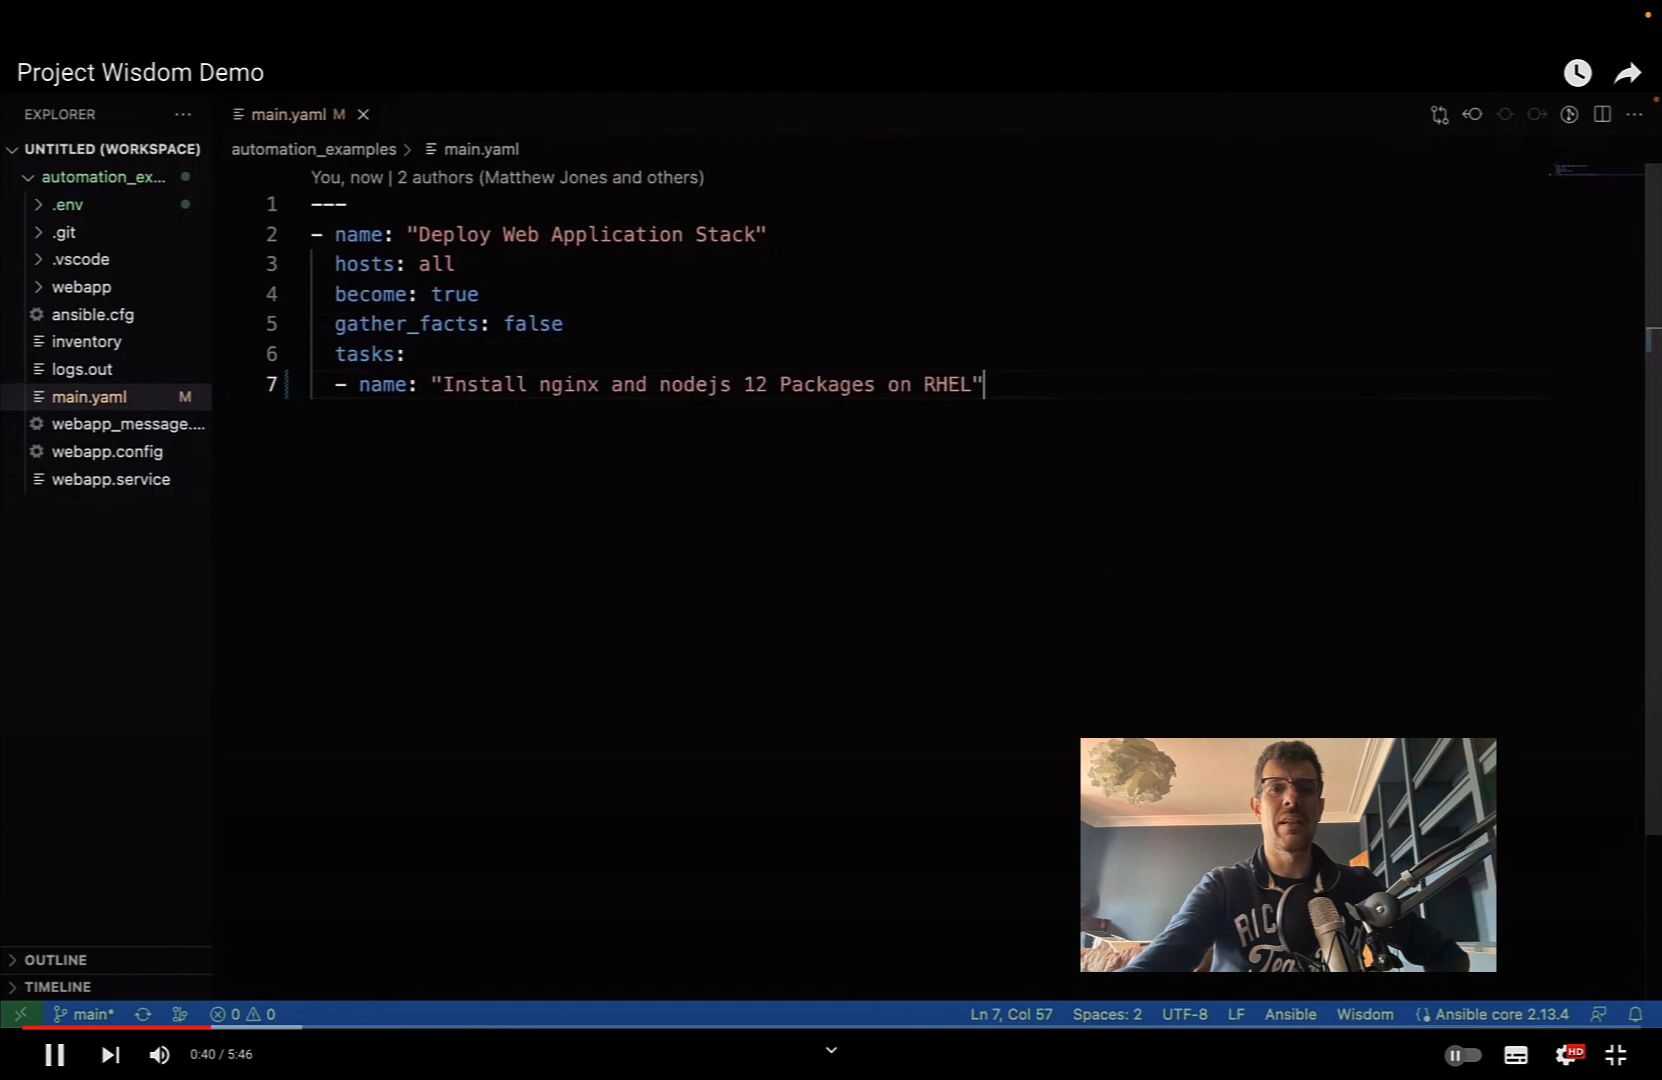 Project Wisdom Demo
EXPLORER
main.yaml M
UNTITLED (WORKSPACE)
automation_ex...
.env
.git
.vscode
webapp
ansible.cfg
inventory
logs.out
main.yaml M
webapp_message....
webapp.config
webapp.service
OUTLINE
TIMELINE
automation_examples > main.yaml
You, now | 2 authors (Matthew Jones and others)
1 ---
2 - name: "Deploy Web Application Stack"
3 hosts: all
4 become: true
5 gather_facts: false
6 tasks:
7 - name: "Install nginx and nodejs 12 Packages on RHEL"
main* 0 0 Ln 7, Col 57 Spaces: 2 UTF-8 LF Ansible Wisdom Ansible core 2.13.4
0:40 / 5:46 HD